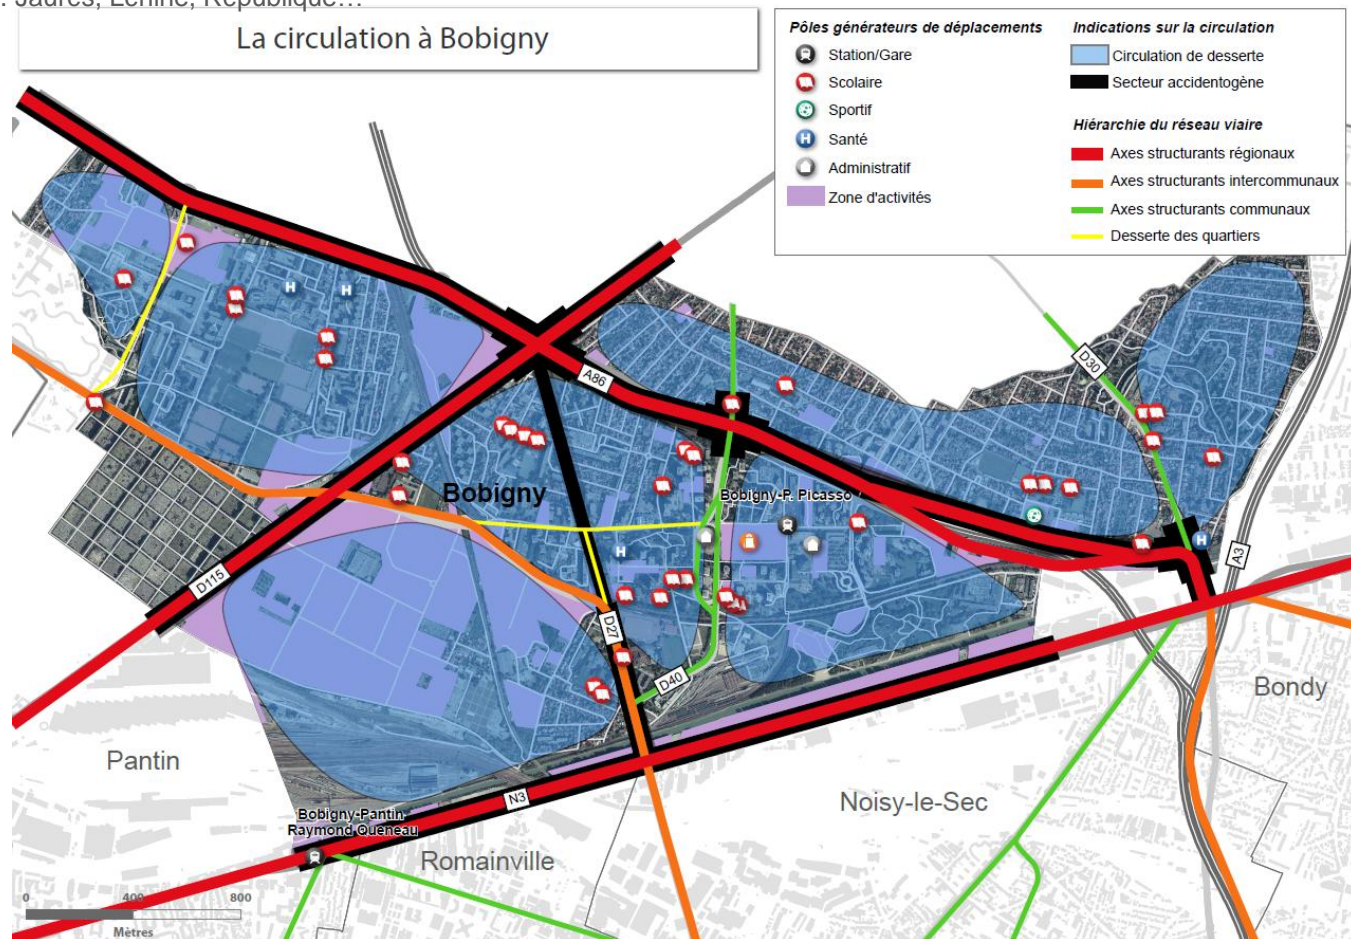 : Jaurès, Lénine, République…
La circulation à Bobigny
Pôles générateurs de déplacements
Station/Gare
Scolaire
Sportif
Santé
Administratif
Zone d'activités
Indications sur la circulation
Circulation de desserte
Secteur accidentogène
Hiérarchie du réseau viaire
Axes structurants régionaux
Axes structurants intercommunaux
Axes structurants communaux
Desserte des quartiers
H
H
A86
D30
Bobigny
Bobigny-P. Picasso
H
H
A3
D115
D27
D40
Bondy
Pantin
N3
Noisy-le-Sec
Bobigny-Pantin
Raymond Queneau
Romainville
0 400 800
Mètres